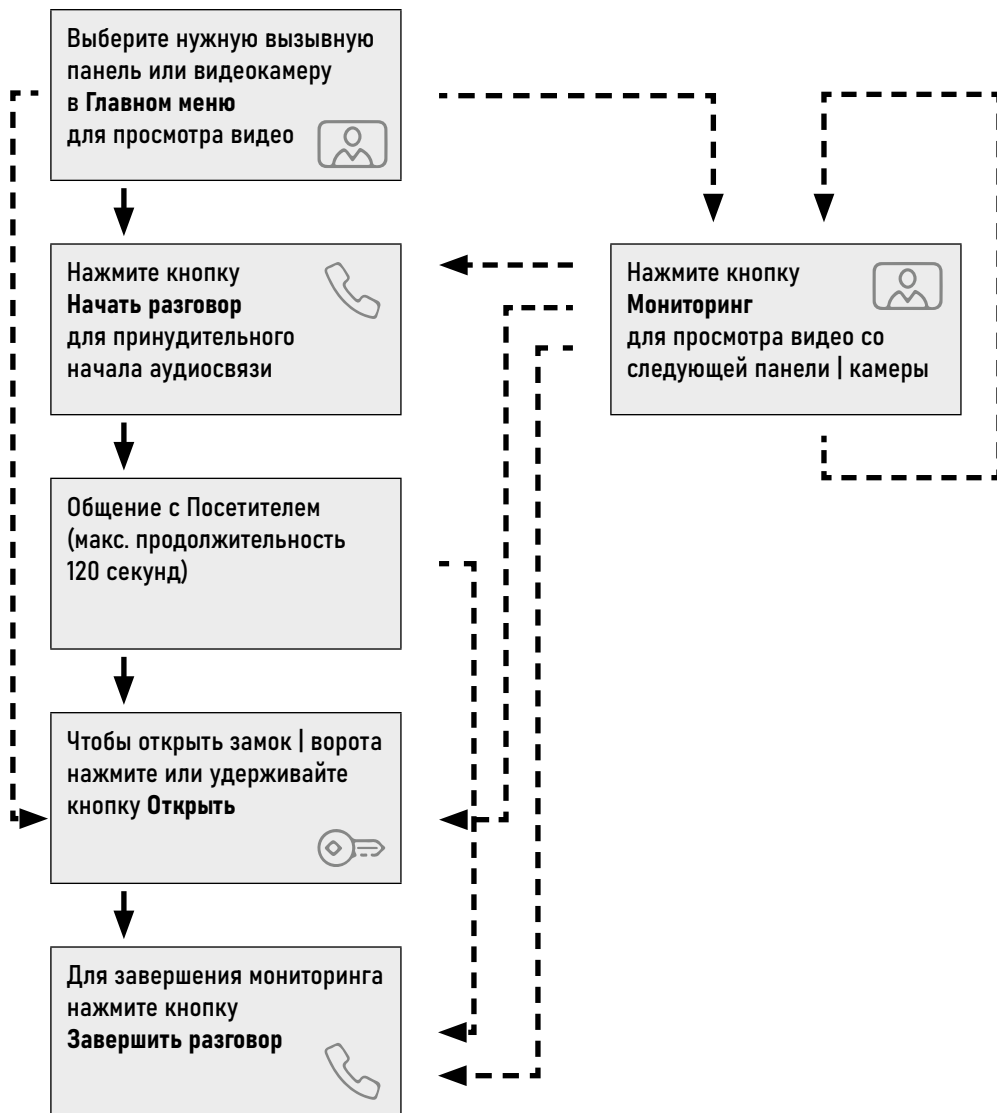 Выберите нужную вызывную
панель или видеокамеру
в Главном меню
для просмотра видео
Нажмите кнопку
Начать разговор
для принудительного
начала аудиосвязи
Нажмите кнопку
Мониторинг
для просмотра видео со
следующей панели | камеры
Общение с Посетителем
(макс. продолжительность
120 секунд)
Чтобы открыть замок | ворота
нажмите или удерживайте
кнопку Открыть
Для завершения мониторинга
нажмите кнопку
Завершить разговор